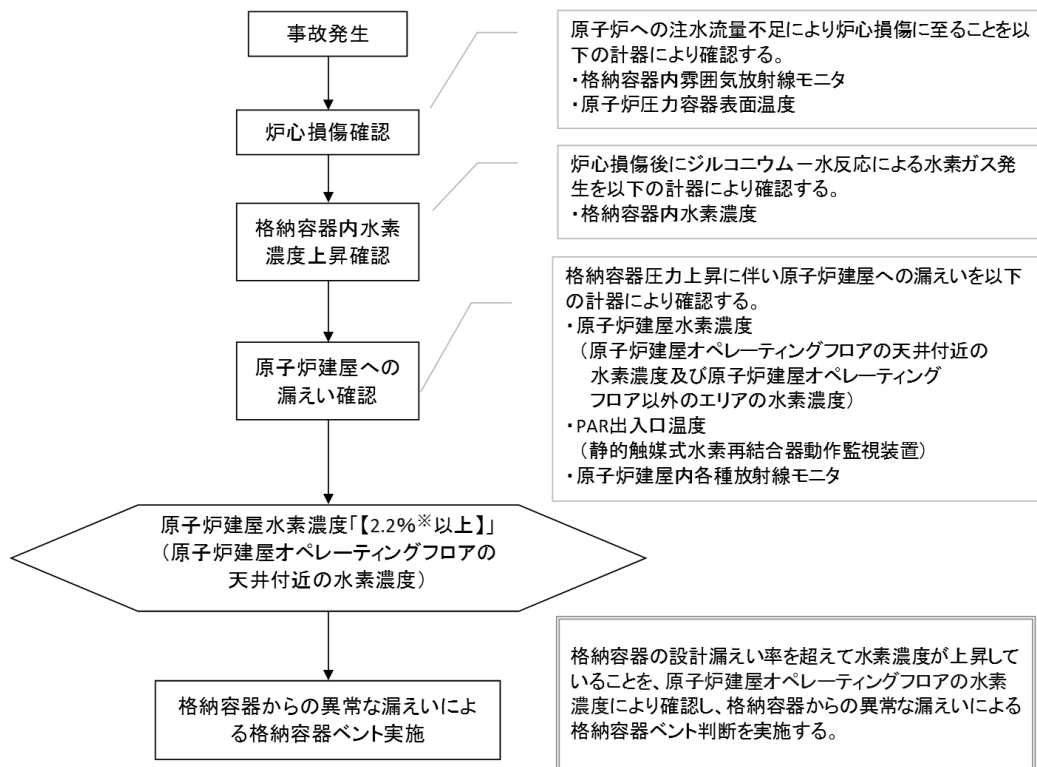 事故発生
原子炉への注水流量不足により炉心損傷に至ることを以
下の計器により確認する。
・格納容器内雰囲気放射線モニタ
・原子炉圧力容器表面温度
炉心損傷確認
炉心損傷後にジルコニウム－水反応による水素ガス発
生を以下の計器により確認する。
・格納容器内水素濃度
格納容器内水素
濃度上昇確認
格納容器圧力上昇に伴い原子炉建屋への漏えいを以下
の計器により確認する。
・原子炉建屋水素濃度
（原子炉建屋オペレーティングフロアの天井付近の
水素濃度及び原子炉建屋オペレーティング
フロア以外のエリアの水素濃度）
・PAR出入口温度
（静的触媒式水素再結合器動作監視装置）
・原子炉建屋内各種放射線モニタ
原子炉建屋への
漏えい確認
原子炉建屋水素濃度「【2.2%※以上】」
（原子炉建屋オペレーティングフロアの
天井付近の水素濃度）
格納容器からの異常な漏えいによ
る格納容器ベント実施
格納容器の設計漏えい率を超えて水素濃度が上昇して
いることを、原子炉建屋オペレーティングフロアの水素
濃度により確認し、格納容器からの異常な漏えいによる
格納容器ベント判断を実施する。